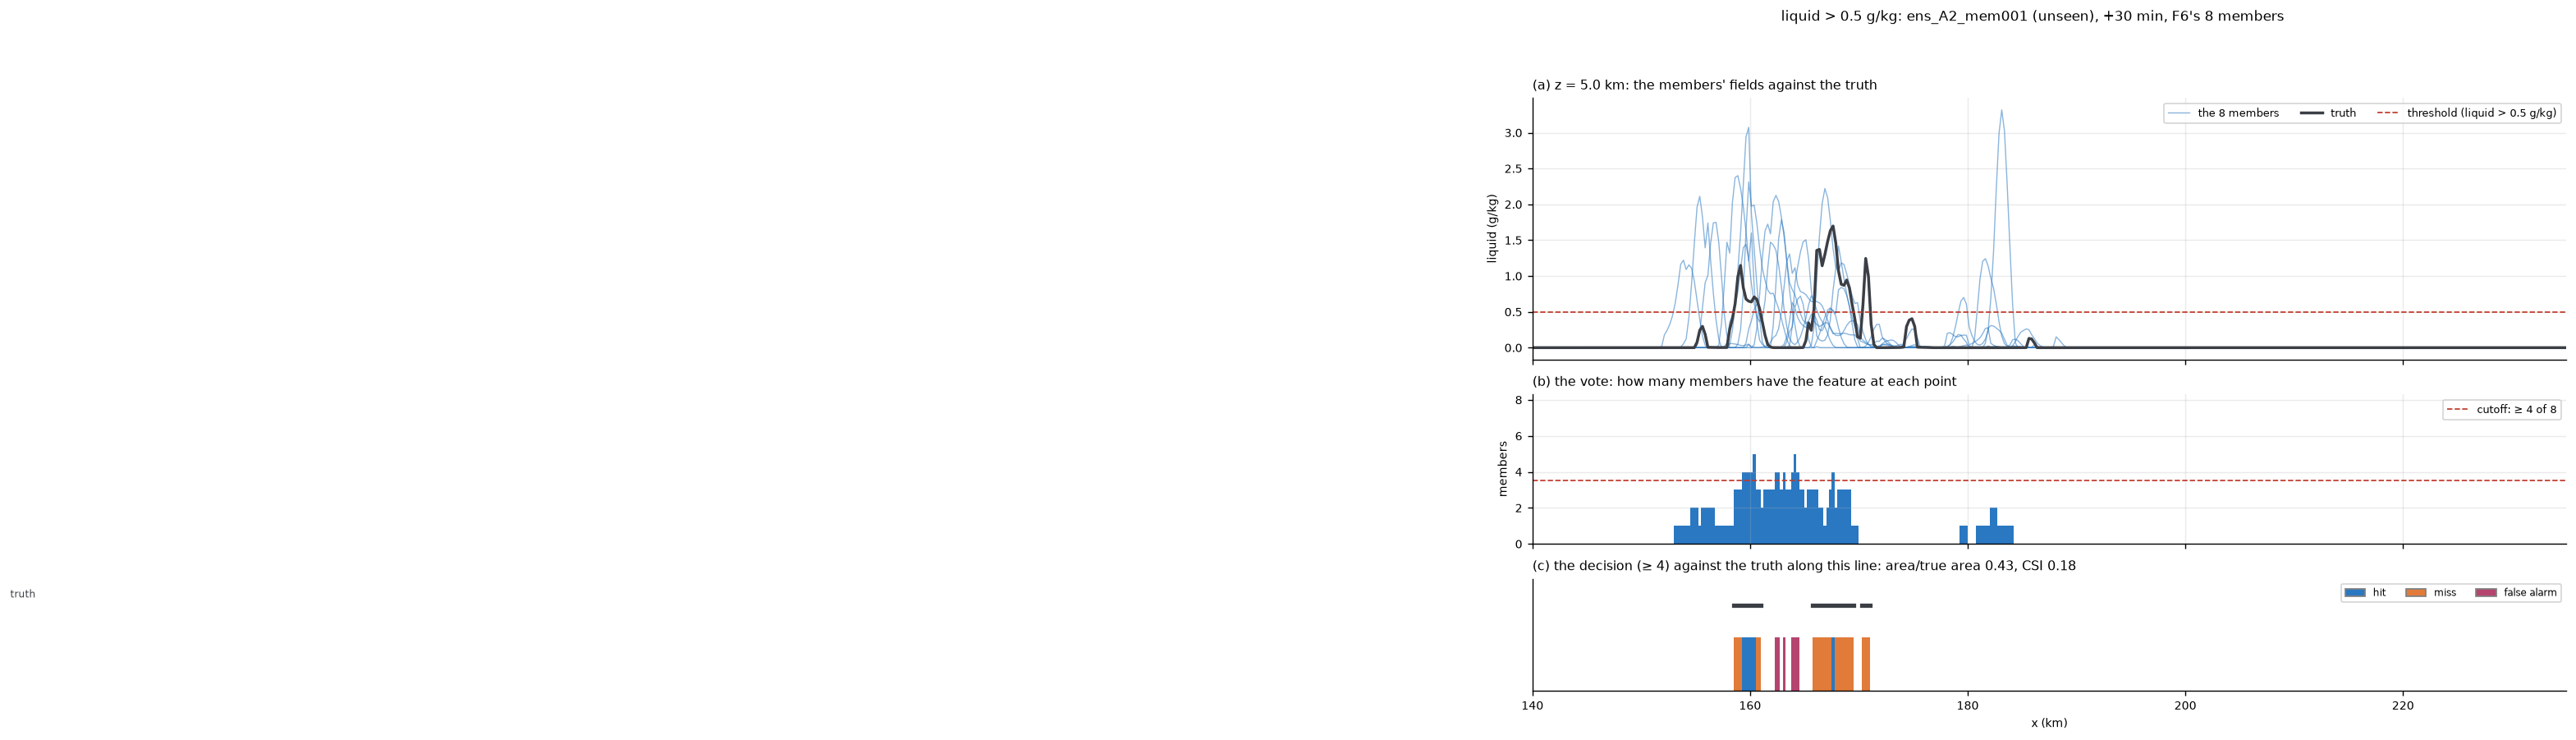 liquid > 0.5 g/kg: ens_A2_mem001 (unseen), +30 min, F6's 8 members
(a) z = 5.0 km: the members' fields against the truth
the 8 members
truth
threshold (liquid > 0.5 g/kg)
3.0
2.5
2.0
1.5
1.0
0.5
0.0
liquid (g/kg)
(b) the vote: how many members have the feature at each point
cutoff: ≥ 4 of 8
8
6
4
2
0
members
(c) the decision (≥ 4) against the truth along this line: area/true area 0.43, CSI 0.18
hit
miss
false alarm
truth
140
160
180
200
220
x (km)